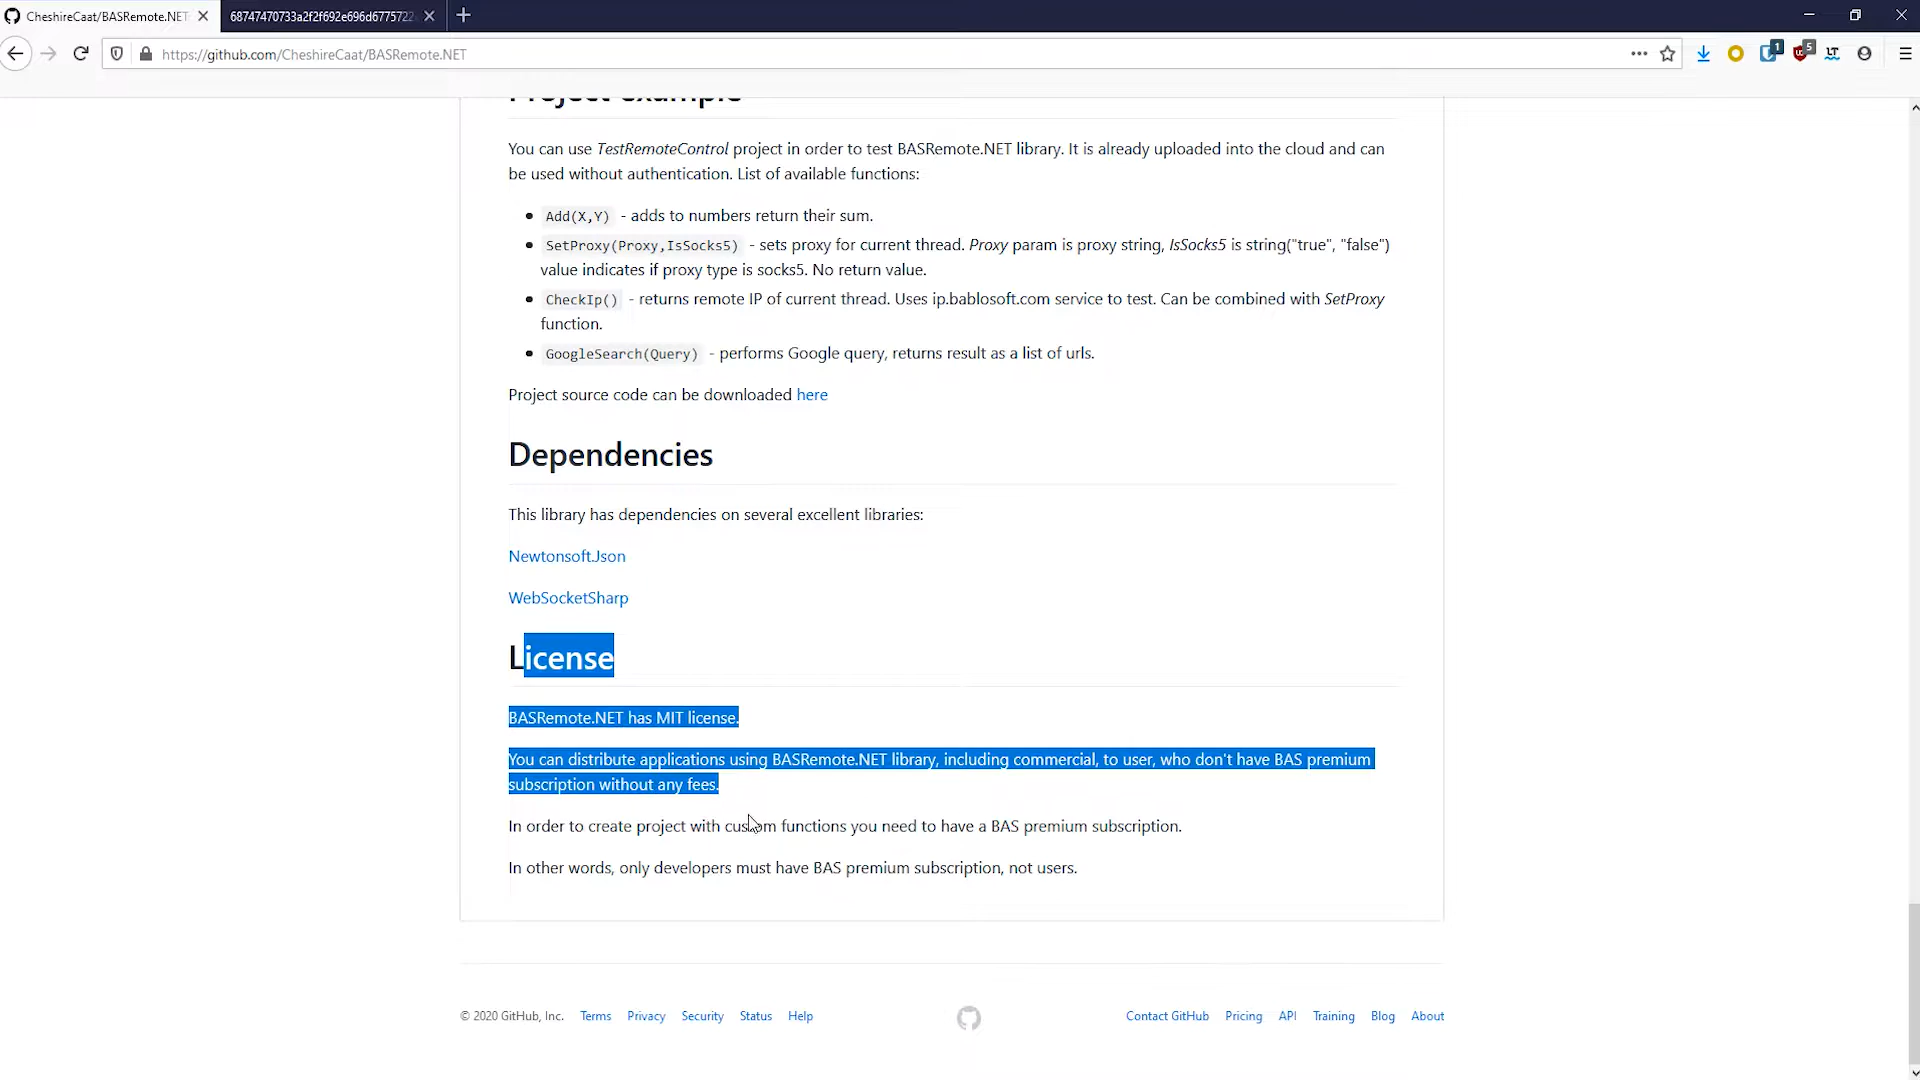 CheshireCaat/BASRemote.NET
68747470733a2f2f692e696d6775722
https://github.com/CheshireCaat/BASRemote.NET
1
5
Project example
You can use TestRemoteControl project in order to test BASRemote.NET library. It is already uploaded into the cloud and can
be used without authentication. List of available functions:
Add(X,Y) - adds to numbers return their sum.
SetProxy(Proxy,IsSocks5) - sets proxy for current thread. Proxy param is proxy string, IsSocks5 is string("true", "false")
value indicates if proxy type is socks5. No return value.
CheckIp() - returns remote IP of current thread. Uses ip.bablosoft.com service to test. Can be combined with SetProxy
function.
GoogleSearch(Query) - performs Google query, returns result as a list of urls.
Project source code can be downloaded here
Dependencies
This library has dependencies on several excellent libraries:
Newtonsoft.Json
WebSocketSharp
License
BASRemote.NET has MIT license.
You can distribute applications using BASRemote.NET library, including commercial, to user, who don't have BAS premium
subscription without any fees.
In order to create project with custom functions you need to have a BAS premium subscription.
In other words, only developers must have BAS premium subscription, not users.
© 2020 GitHub, Inc. Terms Privacy Security Status Help Contact GitHub Pricing API Training Blog About